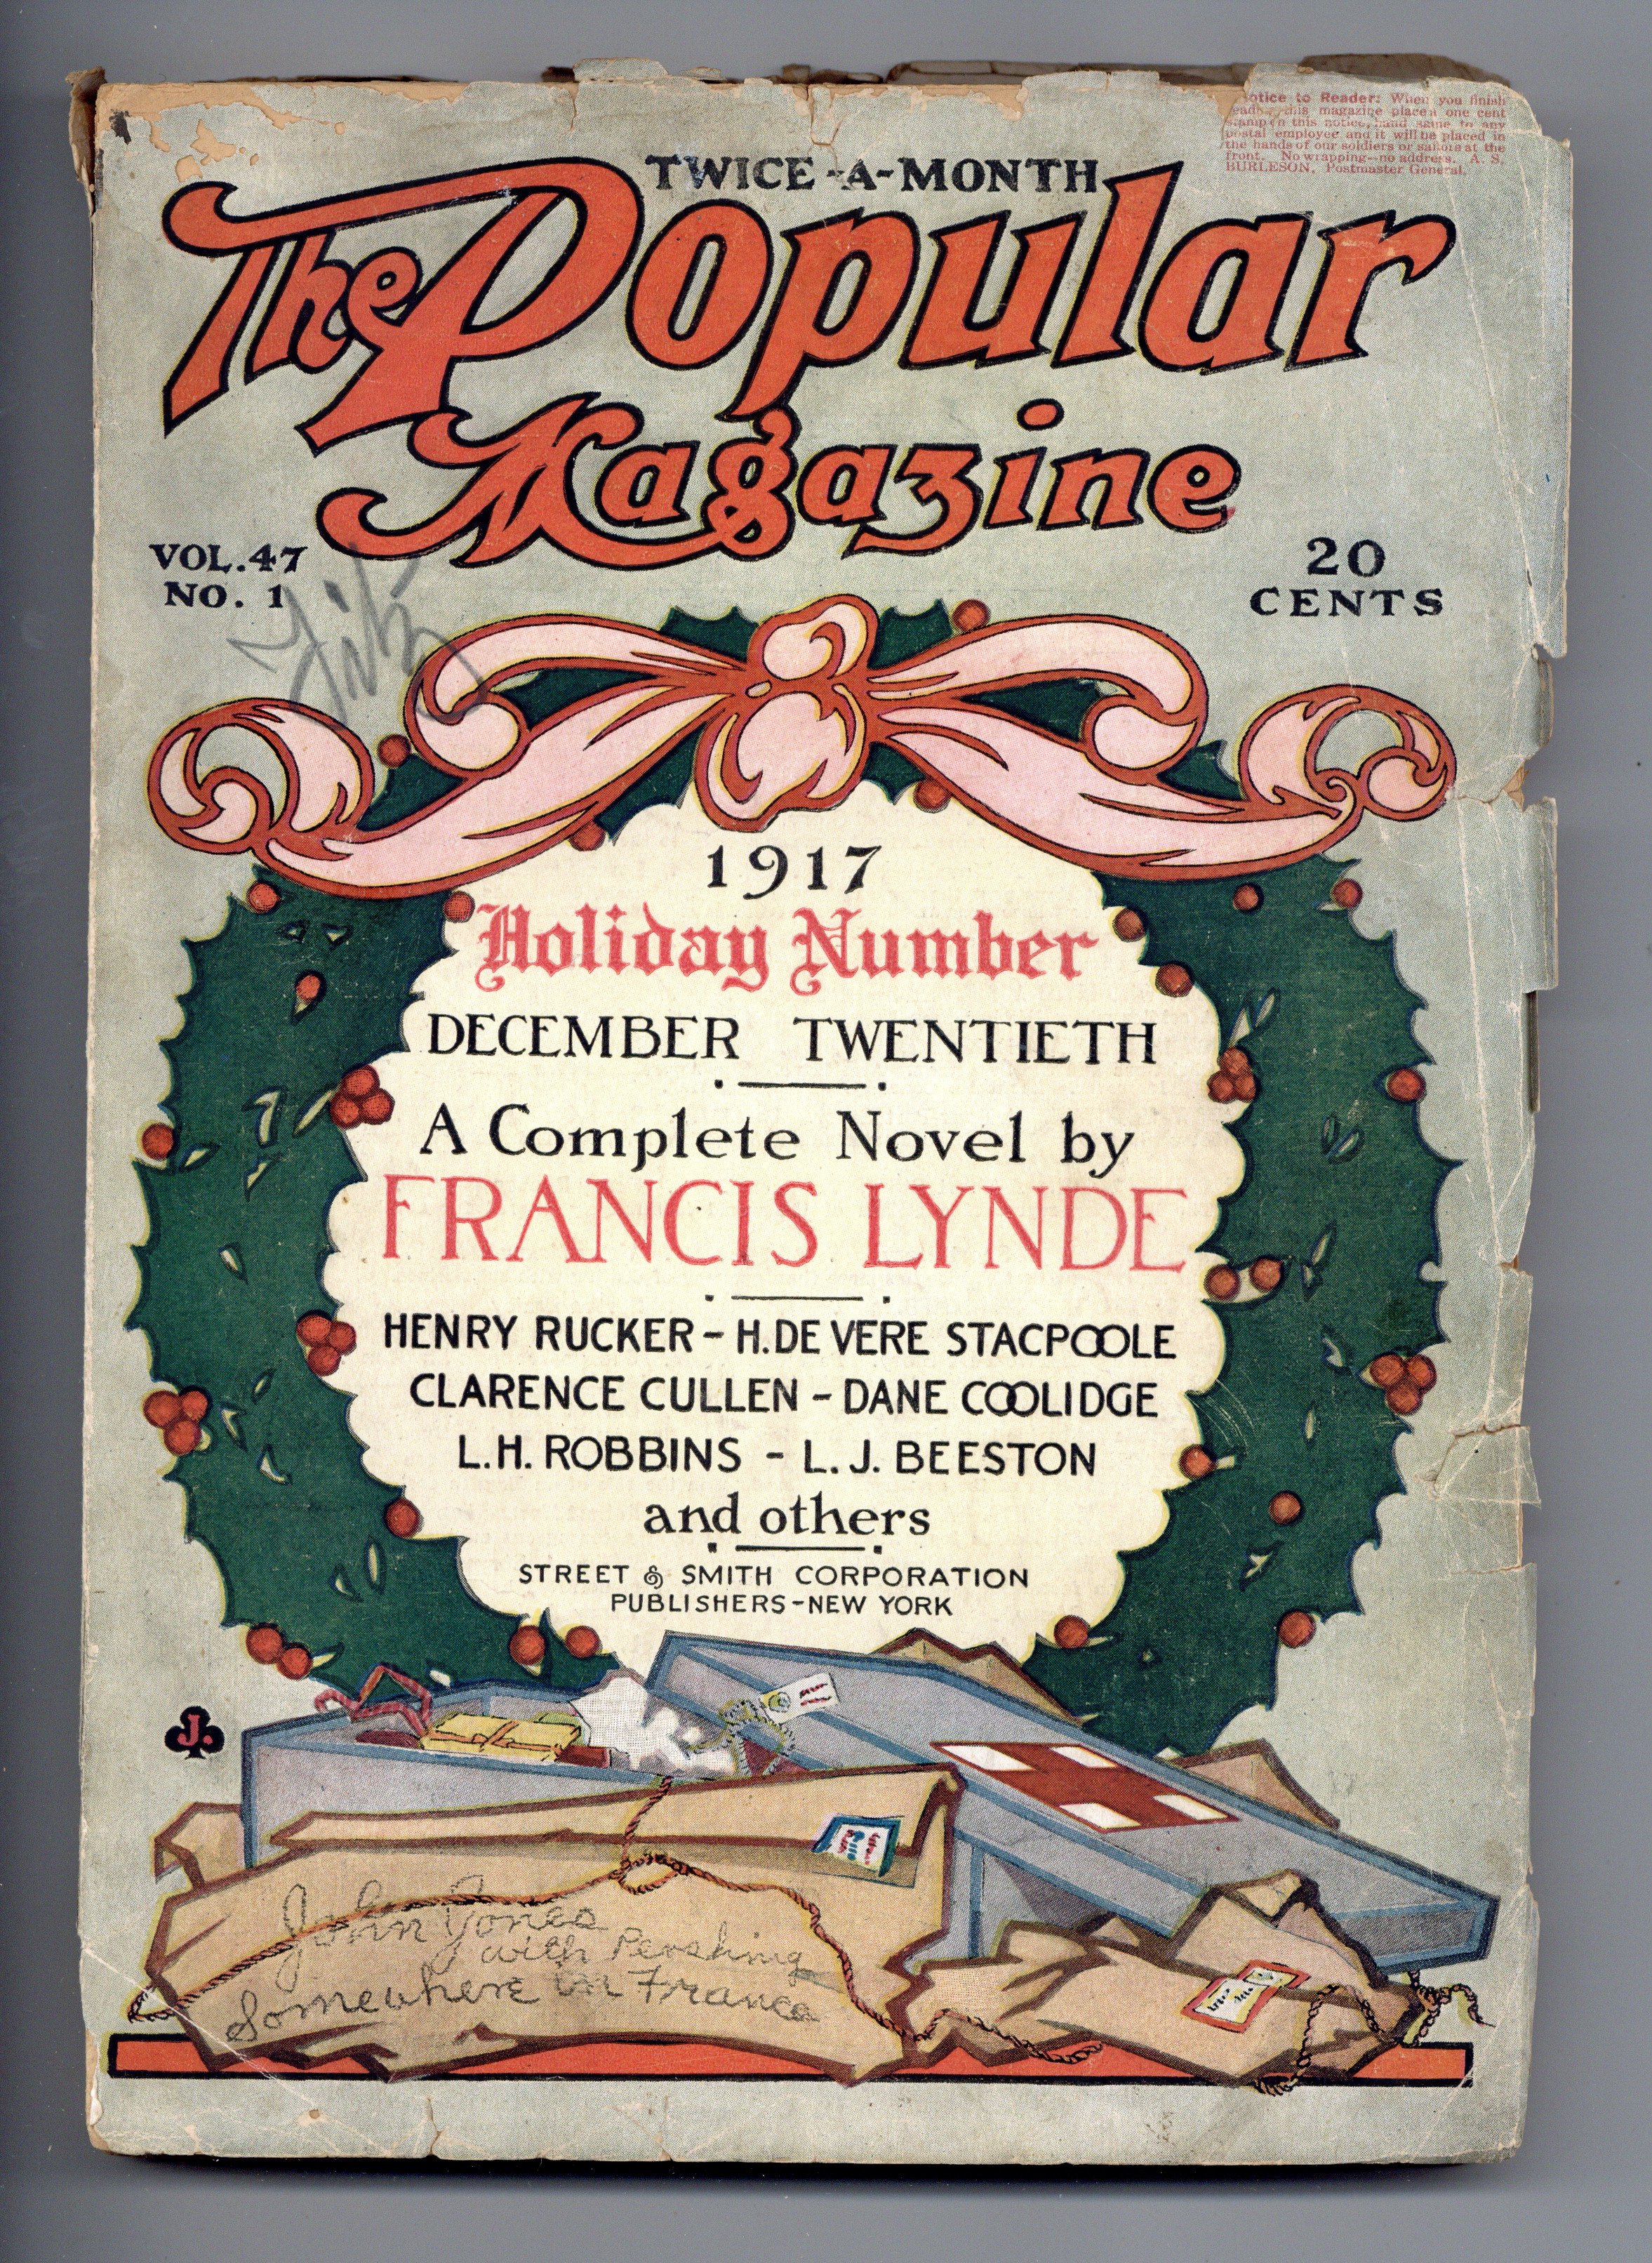 Notice to Reader: When you finish
reading this magazine place a one cent
stamp on this notice, hand same to any
postal employee and it will be placed in
the hands of our soldiers or sailors at the
front. No wrapping—no address. A. S.
BURLESON, Postmaster General.
TWICE-A-MONTH
The Popular
Magazine
VOL. 47
NO. 1
20
CENTS
1917
Holiday Number
DECEMBER TWENTIETH
A Complete Novel by
FRANCIS LYNDE
HENRY RUCKER - H. DE VERE STACPOOLE
CLARENCE CULLEN - DANE COOLIDGE
L. H. ROBBINS - L. J. BEESTON
and others
STREET & SMITH CORPORATION
PUBLISHERS - NEW YORK
J.
John Jones
with Pershing
Somewhere in France